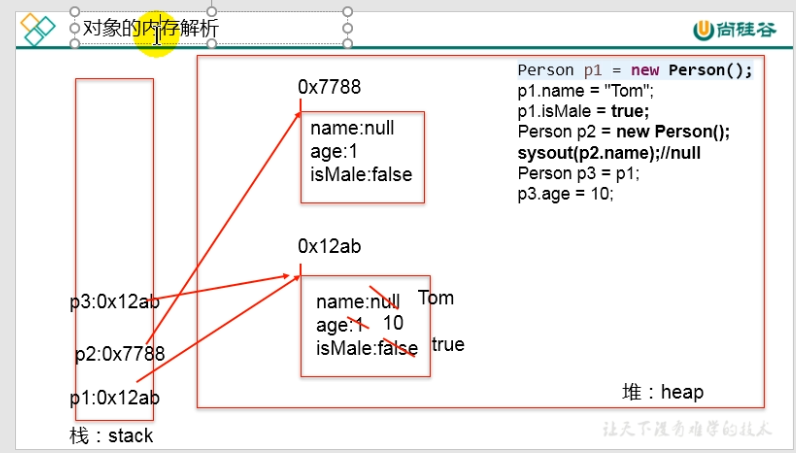 对象的内存解析
尚硅谷
0x7788
name:null
age:1
isMale:false
Person p1 = new Person();
p1.name = "Tom";
p1.isMale = true;
Person p2 = new Person();
sysout(p2.name);//null
Person p3 = p1;
p3.age = 10;
0x12ab
name:null Tom
age:1 10
isMale:false true
p3:0x12ab
p2:0x7788
p1:0x12ab
栈：stack
堆：heap
让天下没有难学的技术